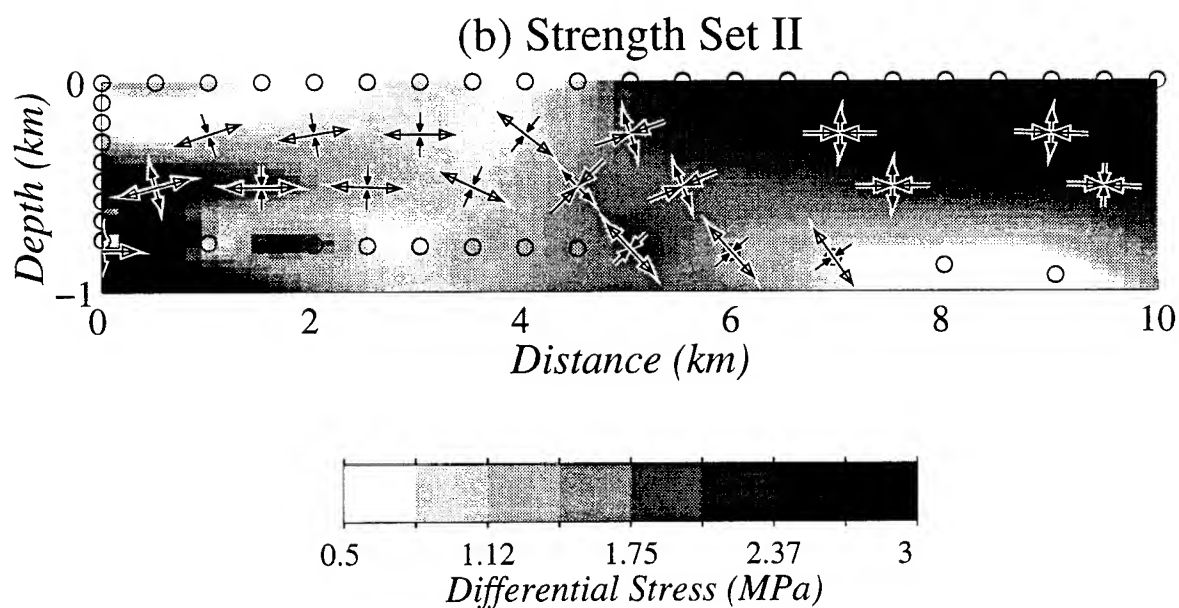 (b) Strength Set II
Depth (km)
0
-1
0 2 4 6 8 10
Distance (km)
0.5 1.12 1.75 2.37 3
Differential Stress (MPa)